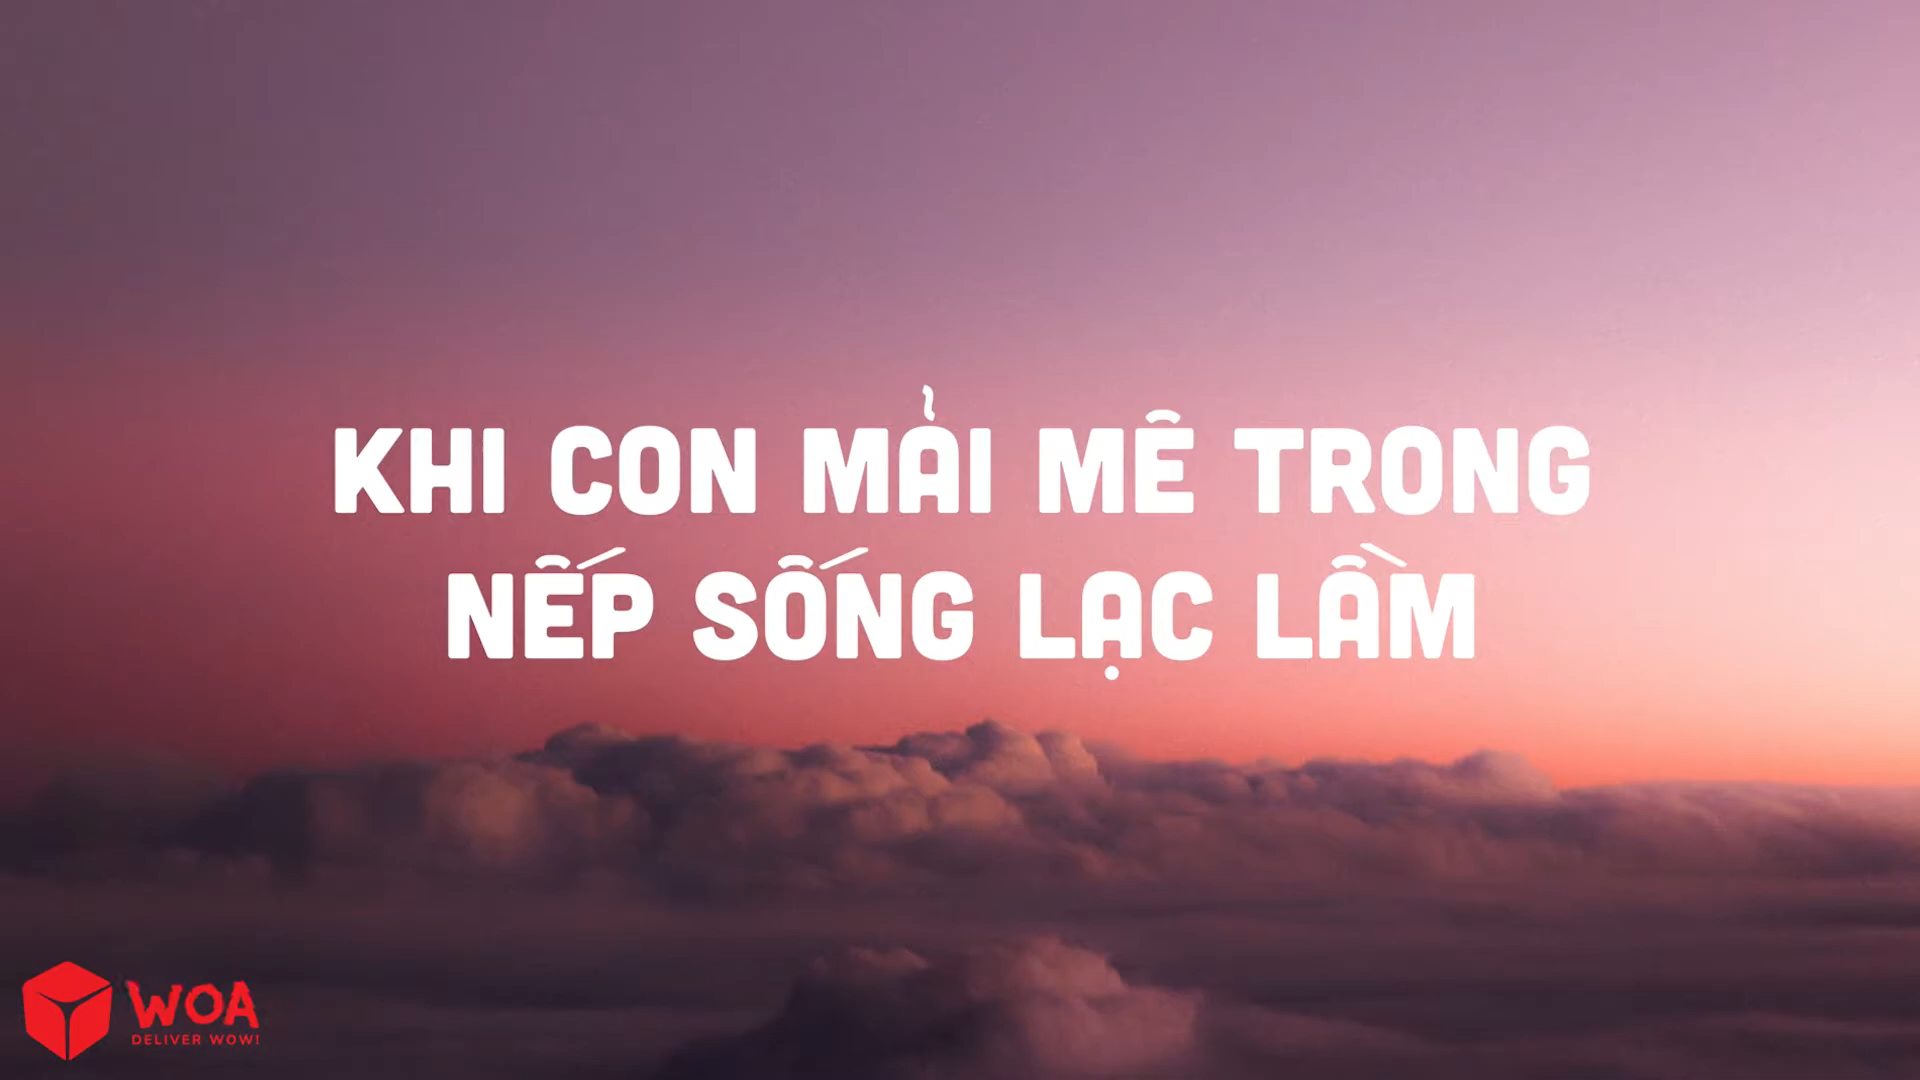 KHI CON MẢI MÊ TRONG
NẾP SỐNG LẠC LẦM
WOA
DELIVER WOW!